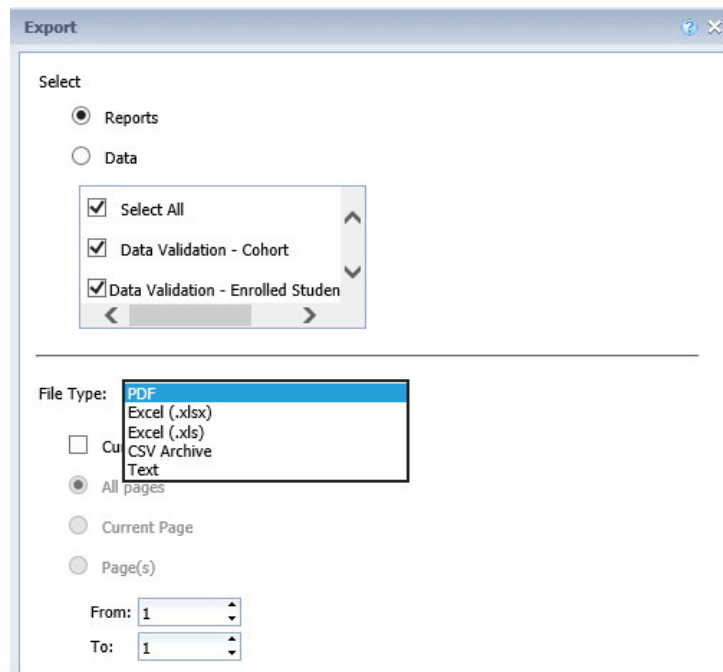 Export
Select
Reports
Data
Select All
Data Validation - Cohort
Data Validation - Enrolled Studen
File Type:
PDF
Excel (.xlsx)
Excel (.xls)
CSV Archive
Text
All pages
Current Page
Page(s)
From: 1
To: 1